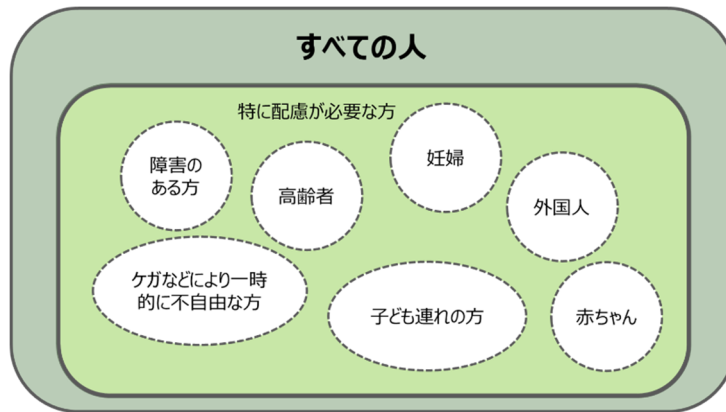 すべての人
特に配慮が必要な方
障害の
ある方
高齢者
妊婦
外国人
ケガなどにより一時
的に不自由な方
子ども連れの方
赤ちゃん